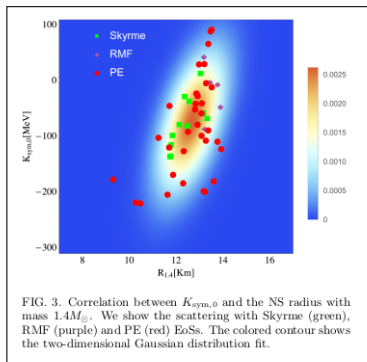 Skyrme
RMF
PE
100
0
-100
-200
-300
K_sym,0[MeV]
8
10
12
14
16
R_1.4[Km]
0.0025
0.0020
0.0015
0.0010
0.0005
0
FIG. 3. Correlation between K_sym,0 and the NS radius with
mass 1.4M_⊙. We show the scattering with Skyrme (green),
RMF (purple) and PE (red) EoSs. The colored contour shows
the two-dimensional Gaussian distribution fit.